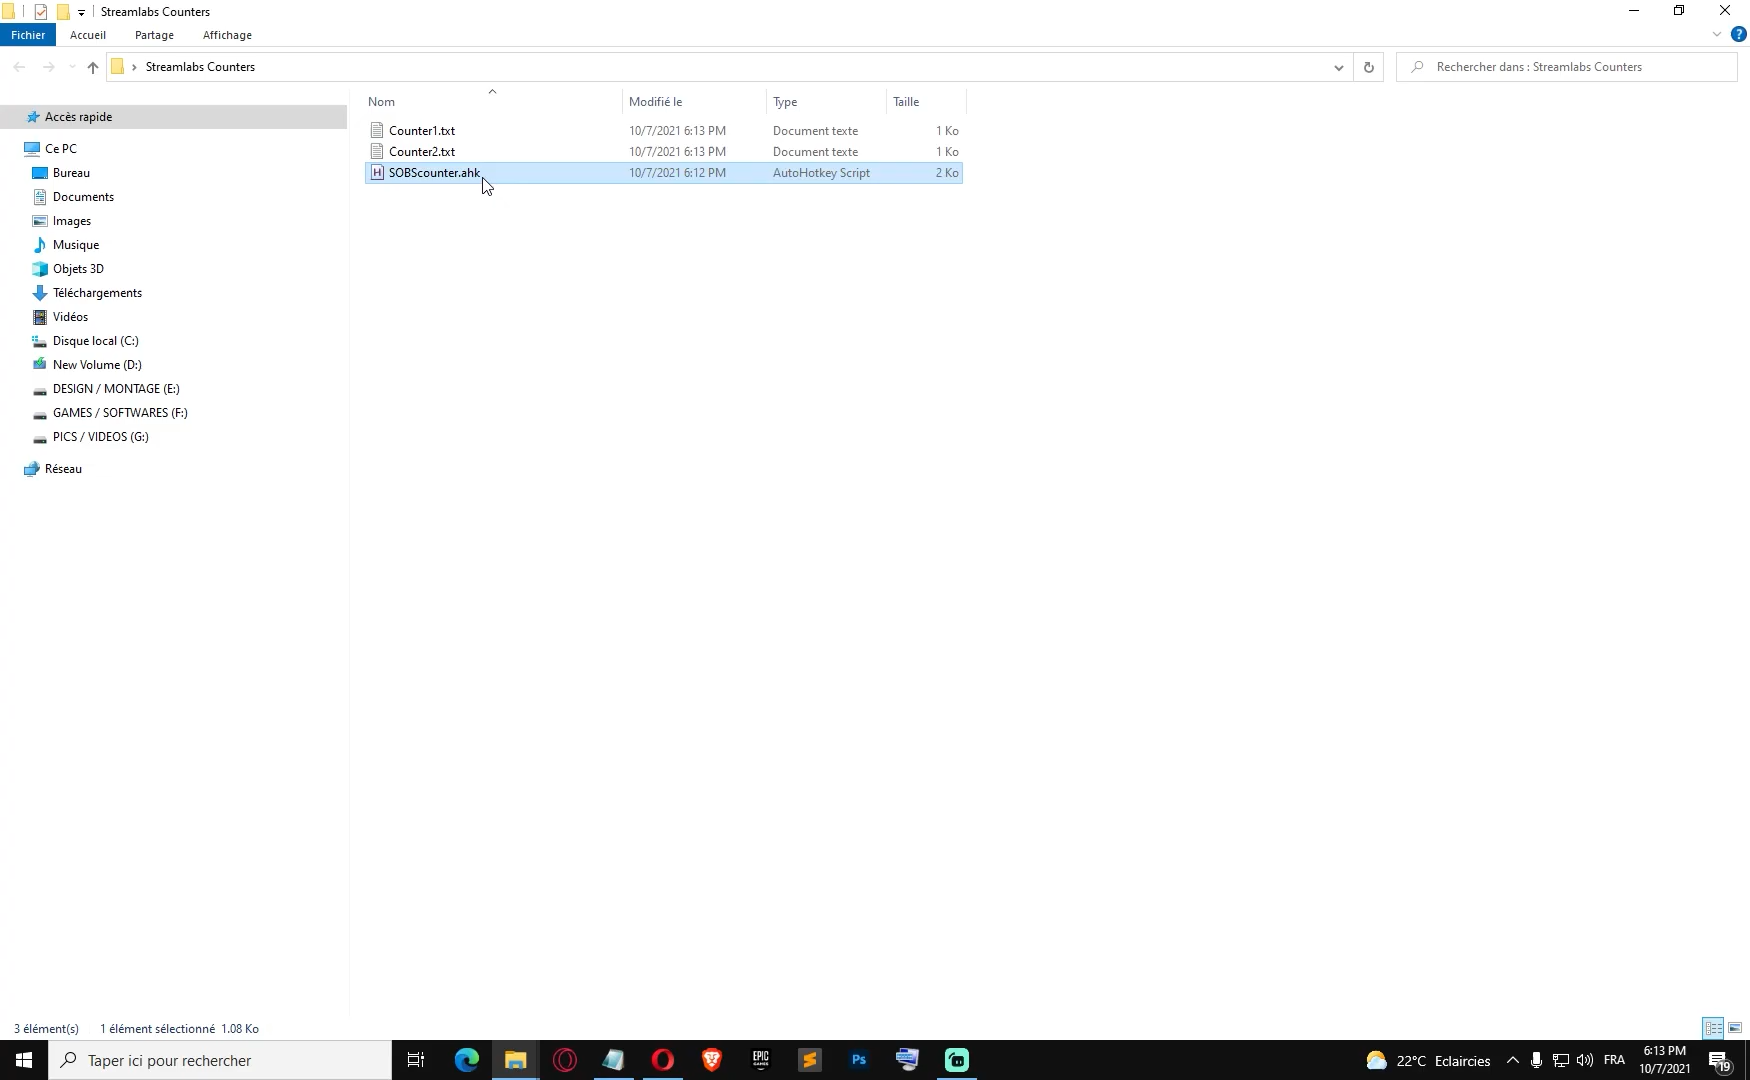 Streamlabs Counters
Fichier Accueil Partage Affichage
?
› Streamlabs Counters
Rechercher dans : Streamlabs Counters
Nom Modifié le Type Taille
Accès rapide
Counter1.txt 10/7/2021 6:13 PM Document texte 1 Ko
Ce PC
Counter2.txt 10/7/2021 6:13 PM Document texte 1 Ko
Bureau
H SOBScounter.ahk 10/7/2021 6:12 PM AutoHotkey Script 2 Ko
Documents
Images
Musique
Objets 3D
Téléchargements
Vidéos
Disque local (C:)
New Volume (D:)
DESIGN / MONTAGE (E:)
GAMES / SOFTWARES (F:)
PICS / VIDEOS (G:)
Réseau
3 élément(s) 1 élément sélectionné 1.08 Ko
Taper ici pour rechercher
EPIC GAMES
Ps
22°C Eclaircies
FRA
6:13 PM
10/7/2021
19